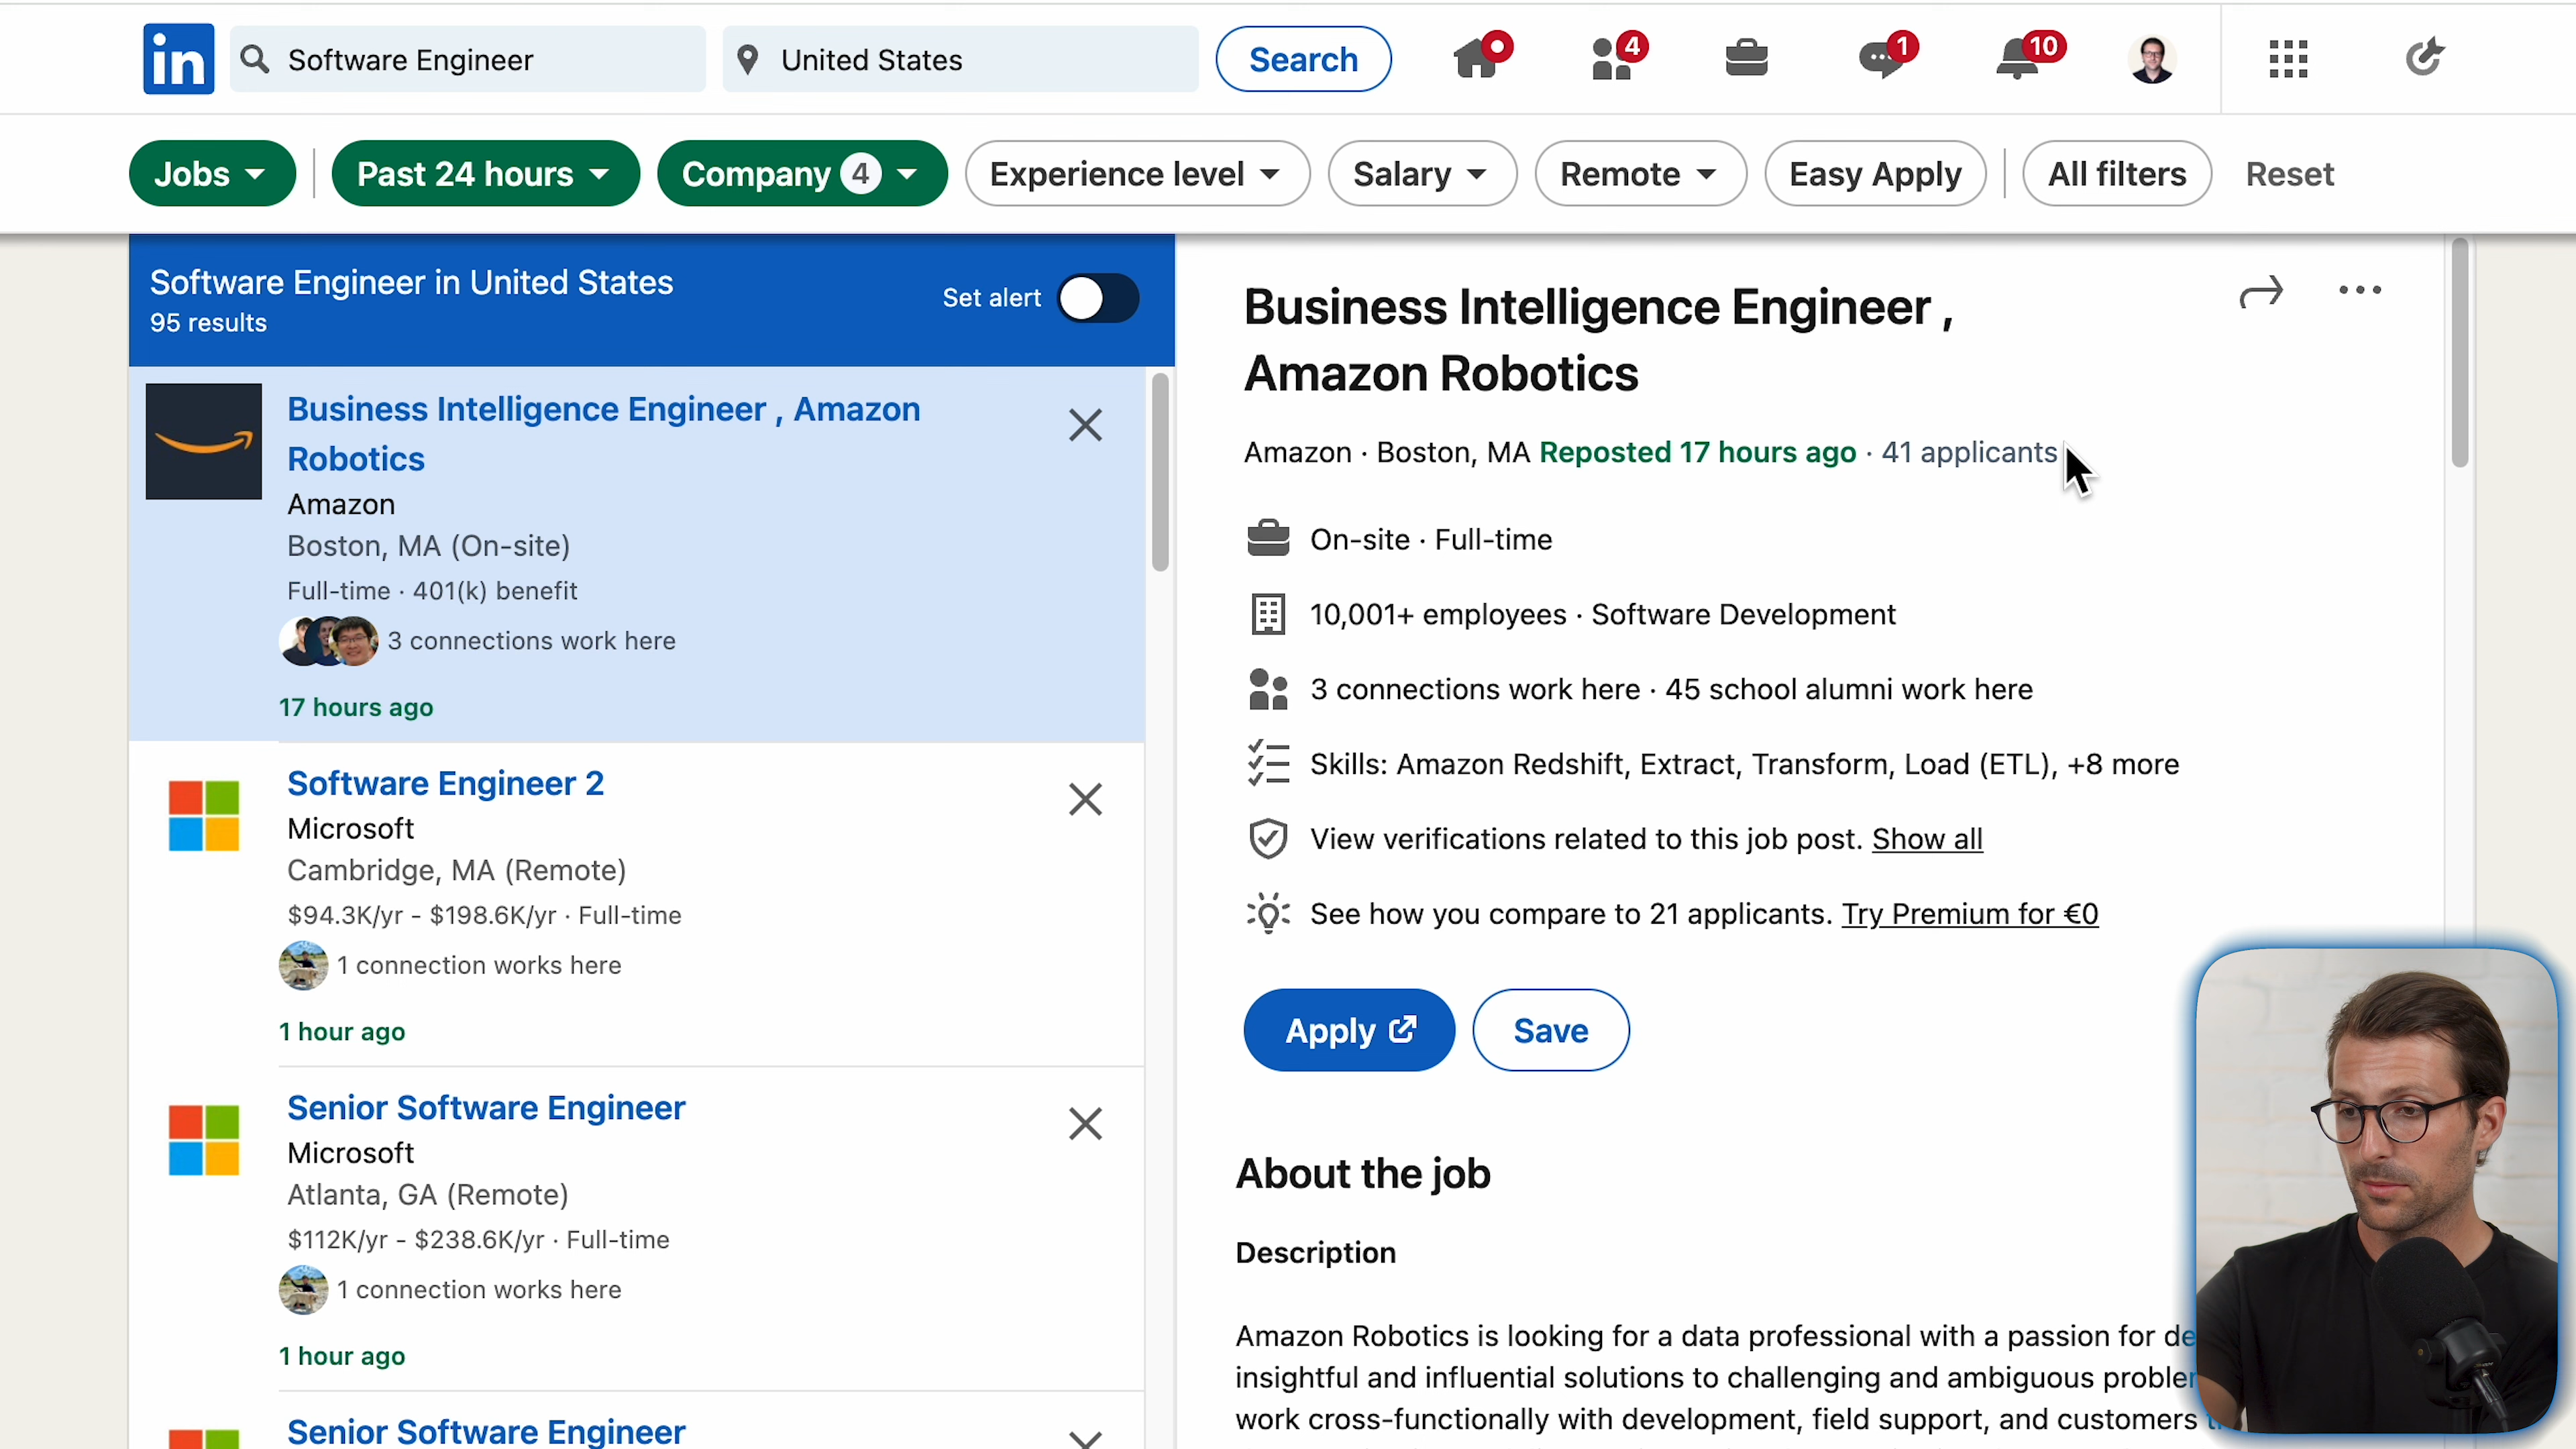 in
Software Engineer
United States
Search
4
1
10
Jobs
Past 24 hours
Company 4
Experience level
Salary
Remote
Easy Apply
All filters
Reset
Software Engineer in United States
95 results
Set alert
Business Intelligence Engineer , Amazon
Robotics
Amazon
Boston, MA (On-site)
Full-time · 401(k) benefit
3 connections work here
17 hours ago
Software Engineer 2
Microsoft
Cambridge, MA (Remote)
$94.3K/yr - $198.6K/yr · Full-time
1 connection works here
1 hour ago
Senior Software Engineer
Microsoft
Atlanta, GA (Remote)
$112K/yr - $238.6K/yr · Full-time
1 connection works here
1 hour ago
Senior Software Engineer
Business Intelligence Engineer ,
Amazon Robotics
Amazon · Boston, MA Reposted 17 hours ago · 41 applicants
On-site · Full-time
10,001+ employees · Software Development
3 connections work here · 45 school alumni work here
Skills: Amazon Redshift, Extract, Transform, Load (ETL), +8 more
View verifications related to this job post. Show all
See how you compare to 21 applicants. Try Premium for €0
Apply
Save
About the job
Description
Amazon Robotics is looking for a data professional with a passion for
insightful and influential solutions to challenging and ambiguous
work cross-functionally with development, field support, and customers